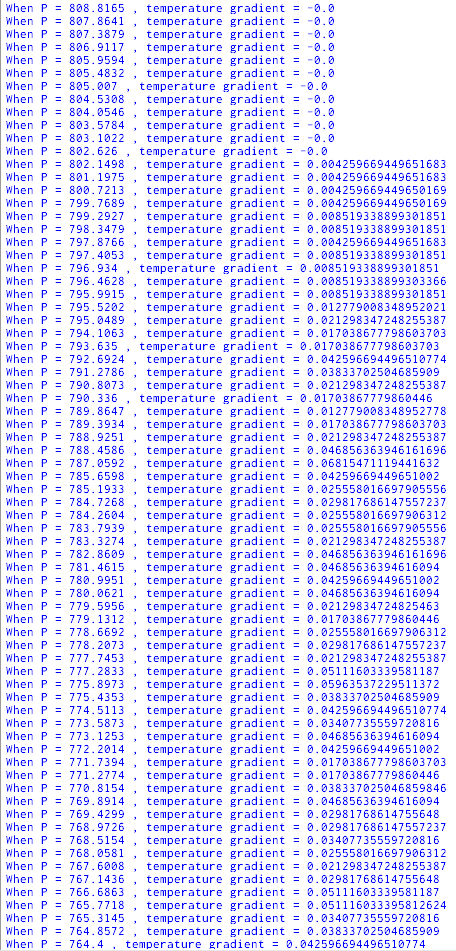 When P = 808.8165 , temperature gradient = -0.0
When P = 807.8641 , temperature gradient = -0.0
When P = 807.3879 , temperature gradient = -0.0
When P = 806.9117 , temperature gradient = -0.0
When P = 805.9594 , temperature gradient = -0.0
When P = 805.4832 , temperature gradient = -0.0
When P = 805.007 , temperature gradient = -0.0
When P = 804.5308 , temperature gradient = -0.0
When P = 804.0546 , temperature gradient = -0.0
When P = 803.5784 , temperature gradient = -0.0
When P = 803.1022 , temperature gradient = -0.0
When P = 802.626 , temperature gradient = -0.0
When P = 802.1498 , temperature gradient = 0.004259669449651683
When P = 801.1975 , temperature gradient = 0.004259669449651683
When P = 800.7213 , temperature gradient = 0.004259669449650169
When P = 799.7689 , temperature gradient = 0.004259669449650169
When P = 799.2927 , temperature gradient = 0.008519338899301851
When P = 798.3479 , temperature gradient = 0.008519338899301851
When P = 797.8766 , temperature gradient = 0.004259669449651683
When P = 797.4053 , temperature gradient = 0.008519338899301851
When P = 796.934 , temperature gradient = 0.008519338899301851
When P = 796.4628 , temperature gradient = 0.008519338899303366
When P = 795.9915 , temperature gradient = 0.008519338899301851
When P = 795.5202 , temperature gradient = 0.012779008348952021
When P = 795.0489 , temperature gradient = 0.021298347248255387
When P = 794.1063 , temperature gradient = 0.017038677798603703
When P = 793.635 , temperature gradient = 0.017038677798603703
When P = 792.6924 , temperature gradient = 0.042596694496510774
When P = 791.2786 , temperature gradient = 0.03833702504685909
When P = 790.8073 , temperature gradient = 0.021298347248255387
When P = 790.336 , temperature gradient = 0.01703867779860446
When P = 789.8647 , temperature gradient = 0.012779008348952778
When P = 789.3934 , temperature gradient = 0.017038677798603703
When P = 788.9251 , temperature gradient = 0.021298347248255387
When P = 788.4586 , temperature gradient = 0.046856363946161696
When P = 787.0592 , temperature gradient = 0.06815471119441632
When P = 785.6598 , temperature gradient = 0.04259669449651002
When P = 785.1933 , temperature gradient = 0.025558016697905556
When P = 784.7268 , temperature gradient = 0.029817686147557237
When P = 784.2604 , temperature gradient = 0.025558016697906312
When P = 783.7939 , temperature gradient = 0.025558016697905556
When P = 783.3274 , temperature gradient = 0.021298347248255387
When P = 782.8609 , temperature gradient = 0.046856363946161696
When P = 781.4615 , temperature gradient = 0.04685636394616094
When P = 780.9951 , temperature gradient = 0.04259669449651002
When P = 780.0621 , temperature gradient = 0.04685636394616094
When P = 779.5956 , temperature gradient = 0.02129834724825463
When P = 779.1312 , temperature gradient = 0.01703867779860446
When P = 778.6692 , temperature gradient = 0.025558016697906312
When P = 778.2073 , temperature gradient = 0.029817686147557237
When P = 777.7453 , temperature gradient = 0.021298347248255387
When P = 777.2833 , temperature gradient = 0.05111603339581187
When P = 775.8973 , temperature gradient = 0.05963537229511372
When P = 775.4353 , temperature gradient = 0.03833702504685909
When P = 774.5113 , temperature gradient = 0.042596694496510774
When P = 773.5873 , temperature gradient = 0.03407735559720816
When P = 773.1253 , temperature gradient = 0.04685636394616094
When P = 772.2014 , temperature gradient = 0.04259669449651002
When P = 771.7394 , temperature gradient = 0.017038677798603703
When P = 771.2774 , temperature gradient = 0.01703867779860446
When P = 770.8154 , temperature gradient = 0.038337025046859846
When P = 769.8914 , temperature gradient = 0.04685636394616094
When P = 769.4299 , temperature gradient = 0.02981768614755648
When P = 768.9726 , temperature gradient = 0.029817686147557237
When P = 768.5154 , temperature gradient = 0.03407735559720816
When P = 768.0581 , temperature gradient = 0.025558016697906312
When P = 767.6008 , temperature gradient = 0.021298347248255387
When P = 767.1436 , temperature gradient = 0.02981768614755648
When P = 766.6863 , temperature gradient = 0.05111603339581187
When P = 765.7718 , temperature gradient = 0.051116033395812624
When P = 765.3145 , temperature gradient = 0.03407735559720816
When P = 764.8572 , temperature gradient = 0.03833702504685909
When P = 764.4 , temperature gradient = 0.042596694496510774